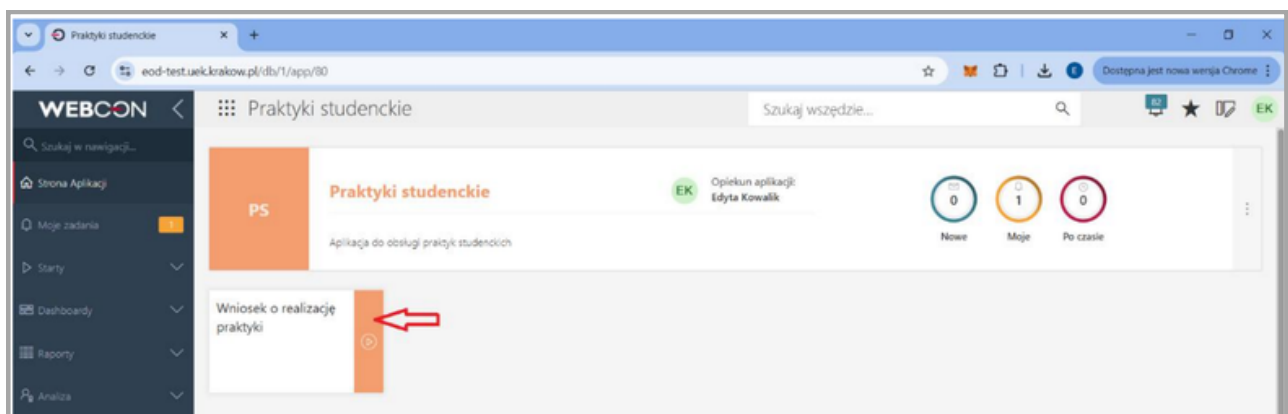 Praktyki studenckie
eod-test.uek.krakow.pl/db/1/app/80
E
Dostępna jest nowa wersja Chrome
WEBCON
Praktyki studenckie
Szukaj wszędzie...
82
EK
Szukaj w nawigacji...
Strona Aplikacji
Moje zadania
1
Starty
Dashboardy
Raporty
Analiza
PS
Praktyki studenckie
Aplikacja do obsługi praktyk studenckich
EK
Opiekun aplikacji:
Edyta Kowalik
0
1
0
Nowe
Moje
Po czasie
Wniosek o realizację
praktyki